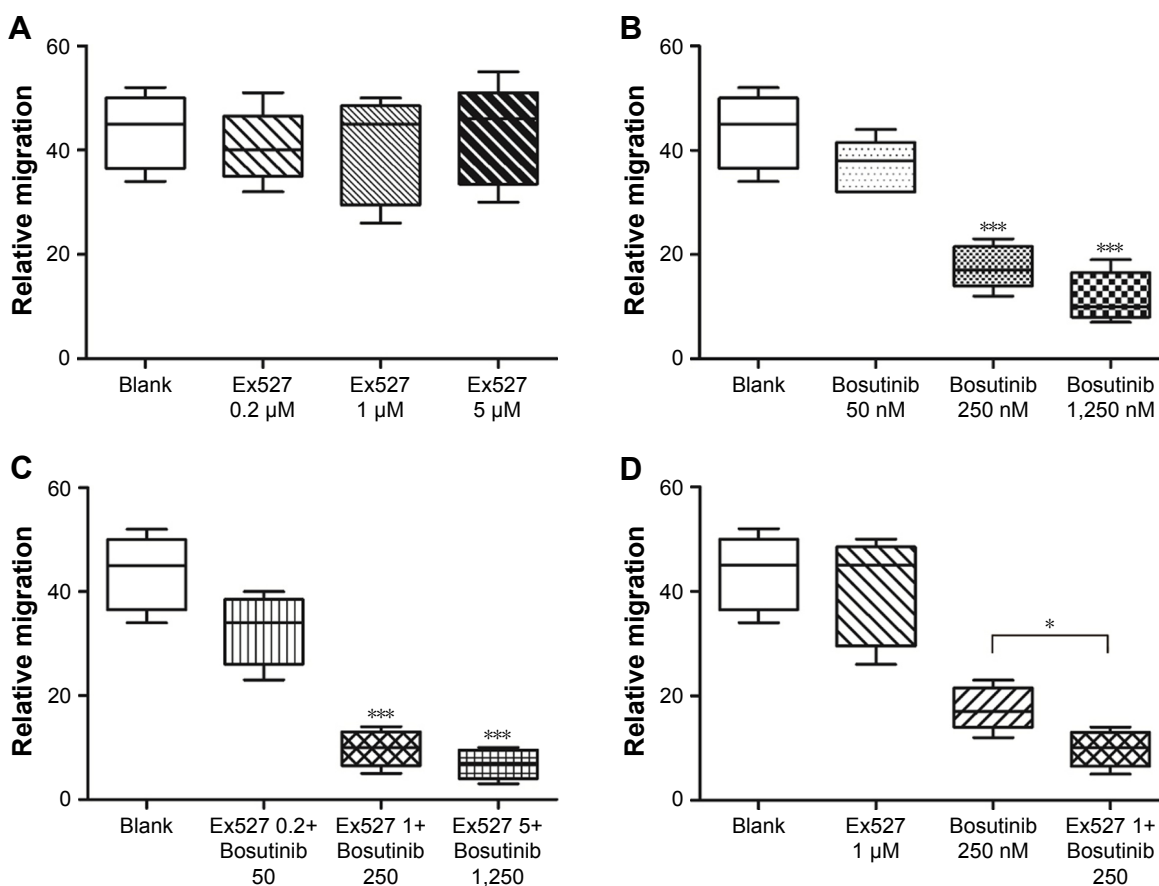 A
Relative migration
60
40
20
0
Blank
Ex527
0.2 µM
Ex527
1 µM
Ex527
5 µM
B
Relative migration
60
40
20
0
***
***
Blank
Bosutinib
50 nM
Bosutinib
250 nM
Bosutinib
1,250 nM
C
Relative migration
60
40
20
0
***
***
Blank
Ex527 0.2+
Bosutinib
50
Ex527 1+
Bosutinib
250
Ex527 5+
Bosutinib
1,250
D
Relative migration
60
40
20
0
*
Blank
Ex527
1 µM
Bosutinib
250 nM
Ex527 1+
Bosutinib
250